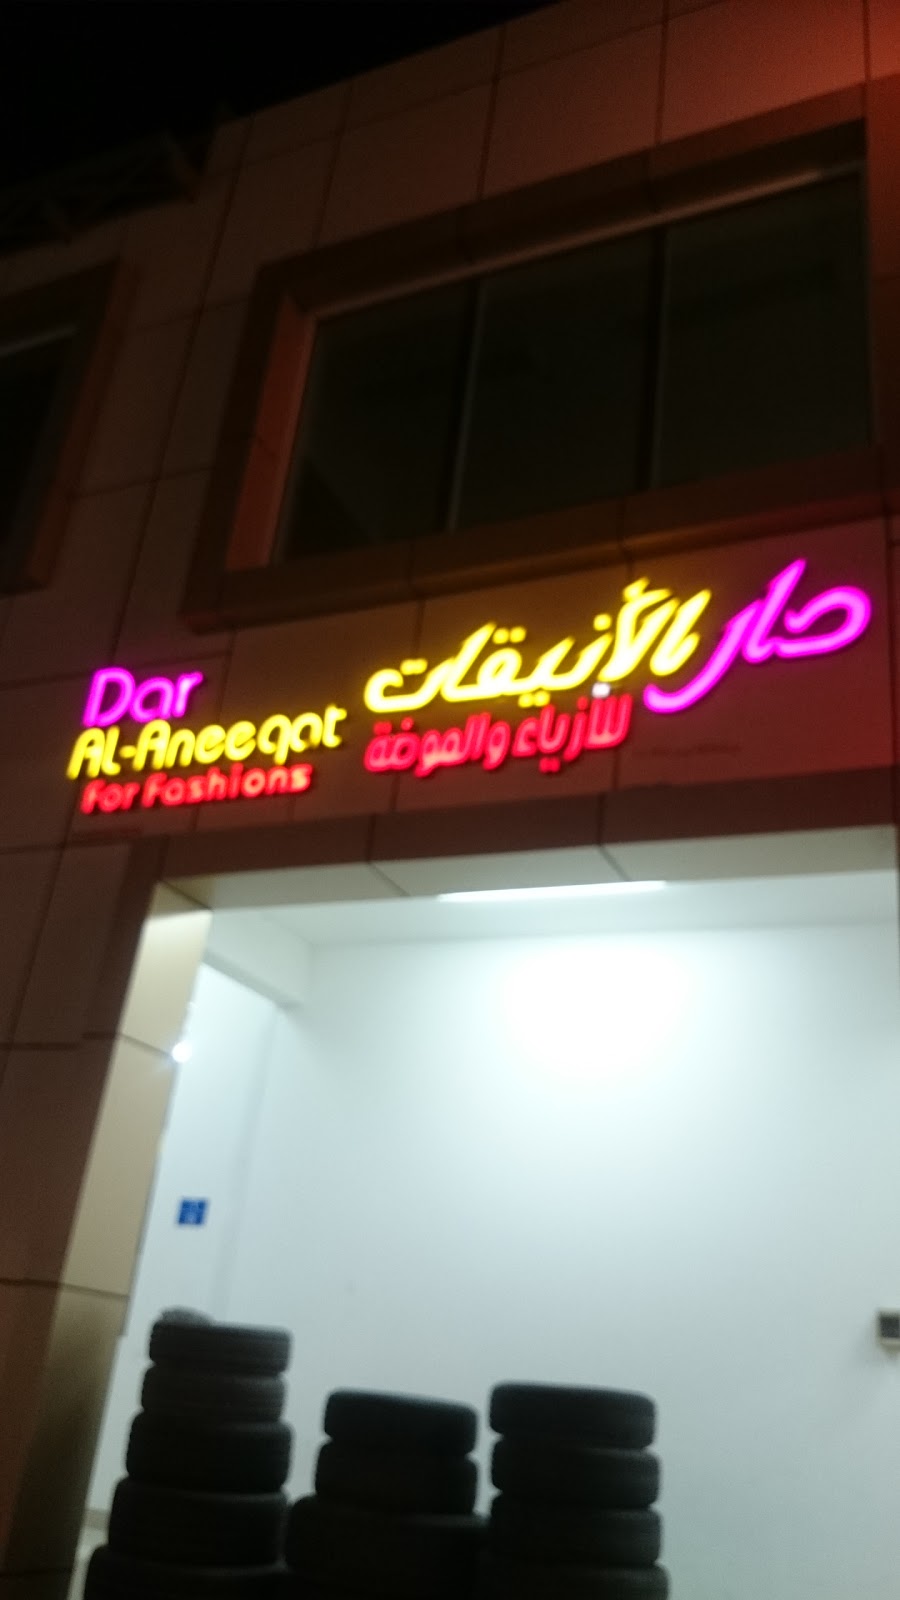 دار الأنيقات
للأزياء والموضة
Dar
Al-Aneeqat
For Fashions